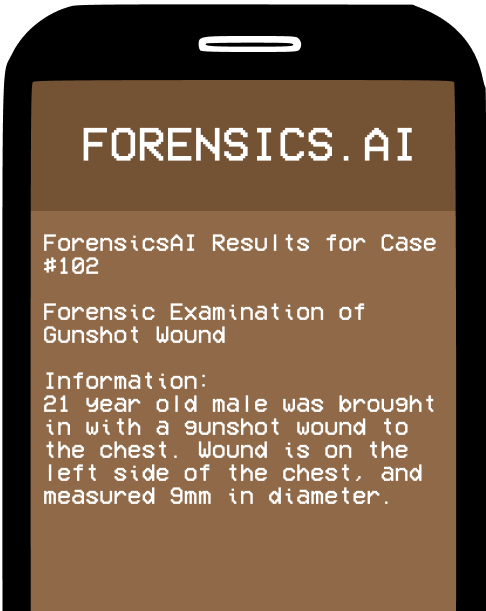 FORENSICS.AI
ForensicsAI Results for Case
#102
Forensic Examination of
Gunshot Wound
Information:
21 year old male was brought
in with a gunshot wound to
the chest. Wound is on the
left side of the chest, and
measured 9mm in diameter.